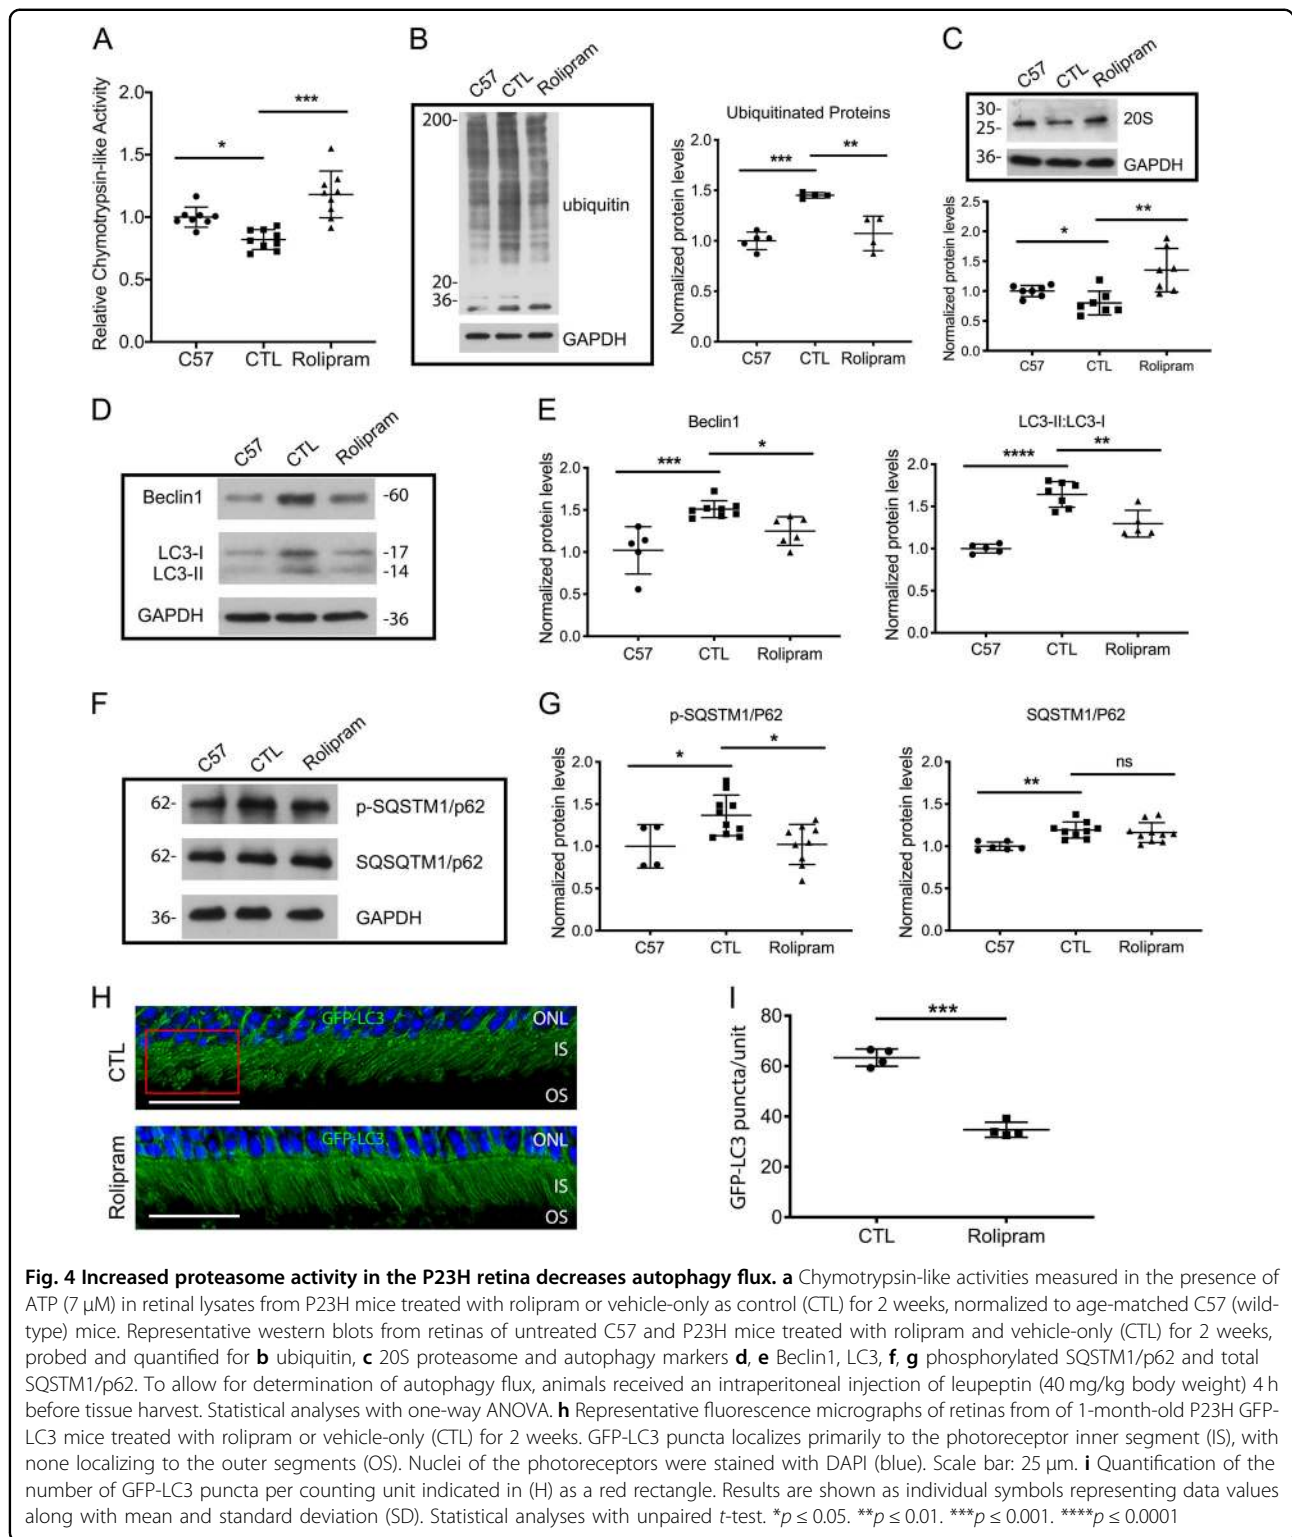 A
Relative Chymotrypsin-like Activity
2.0
1.5
1.0
0.5
0.0
*
***
C57
CTL
Rolipram
B
C57
CTL
Rolipram
200-
20-
36-
ubiquitin
GAPDH
Ubiquitinated Proteins
Normalized protein levels
2.0
1.5
1.0
0.5
0.0
***
**
C57
CTL
Rolipram
C
C57
CTL
Rolipram
30-
25-
36-
20S
GAPDH
Normalized protein levels
2.5
2.0
1.5
1.0
0.5
0.0
*
**
C57
CTL
Rolipram
D
C57
CTL
Rolipram
Beclin1
-60
LC3-I
-17
LC3-II
-14
GAPDH
-36
E
Beclin1
Normalized protein levels
2.0
1.5
1.0
0.5
0.0
***
*
C57
CTL
Rolipram
LC3-II:LC3-I
Normalized protein levels
2.0
1.5
1.0
0.5
0.0
****
**
C57
CTL
Rolipram
F
C57
CTL
Rolipram
62-
p-SQSTM1/p62
62-
SQSQTM1/p62
36-
GAPDH
G
p-SQSTM1/P62
Normalized protein levels
2.0
1.5
1.0
0.5
0.0
*
*
C57
CTL
Rolipram
SQSTM1/P62
Normalized protein levels
2.0
1.5
1.0
0.5
0.0
**
ns
C57
CTL
Rolipram
H
CTL
GFP-LC3
ONL
IS
OS
Rolipram
GFP-LC3
ONL
IS
OS
I
GFP-LC3 puncta/unit
80
60
40
20
0
***
CTL
Rolipram
Fig. 4 Increased proteasome activity in the P23H retina decreases autophagy flux. a Chymotrypsin-like activities measured in the presence of
ATP (7 µM) in retinal lysates from P23H mice treated with rolipram or vehicle-only as control (CTL) for 2 weeks, normalized to age-matched C57 (wild-
type) mice. Representative western blots from retinas of untreated C57 and P23H mice treated with rolipram and vehicle-only (CTL) for 2 weeks,
probed and quantified for b ubiquitin, c 20S proteasome and autophagy markers d, e Beclin1, LC3, f, g phosphorylated SQSTM1/p62 and total
SQSTM1/p62. To allow for determination of autophagy flux, animals received an intraperitoneal injection of leupeptin (40 mg/kg body weight) 4 h
before tissue harvest. Statistical analyses with one-way ANOVA. h Representative fluorescence micrographs of retinas from of 1-month-old P23H GFP-
LC3 mice treated with rolipram or vehicle-only (CTL) for 2 weeks. GFP-LC3 puncta localizes primarily to the photoreceptor inner segment (IS), with
none localizing to the outer segments (OS). Nuclei of the photoreceptors were stained with DAPI (blue). Scale bar: 25 µm. i Quantification of the
number of GFP-LC3 puncta per counting unit indicated in (H) as a red rectangle. Results are shown as individual symbols representing data values
along with mean and standard deviation (SD). Statistical analyses with unpaired t-test. *p ≤ 0.05. **p ≤ 0.01. ***p ≤ 0.001. ****p ≤ 0.0001